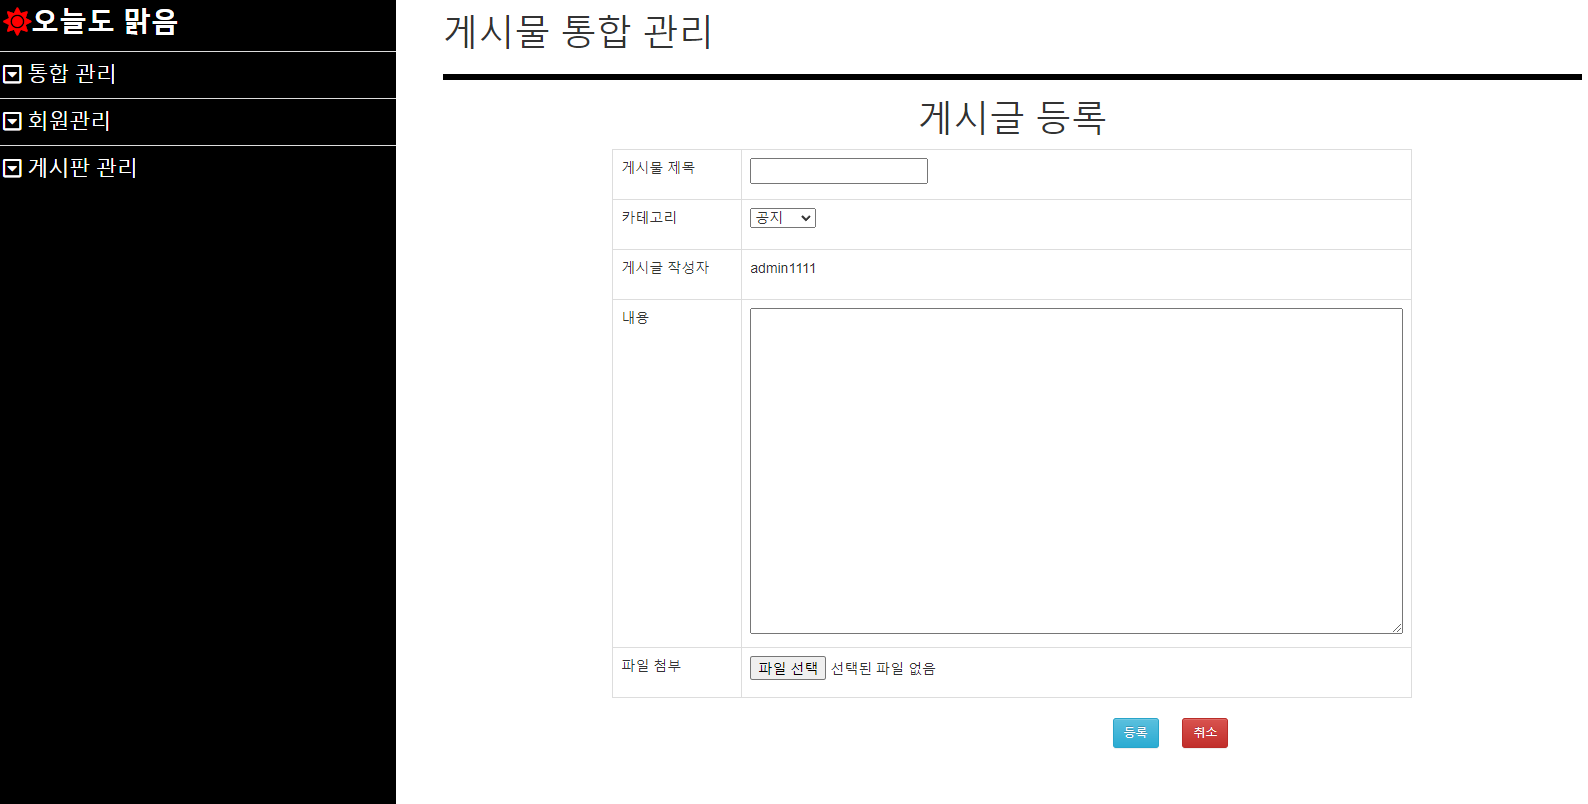 오늘도 맑음
통합 관리
회원관리
게시판 관리
게시물 통합 관리
게시글 등록
게시물 제목
카테고리 공지
게시글 작성자 admin1111
내용
파일 첨부 파일 선택 선택된 파일 없음
등록 취소